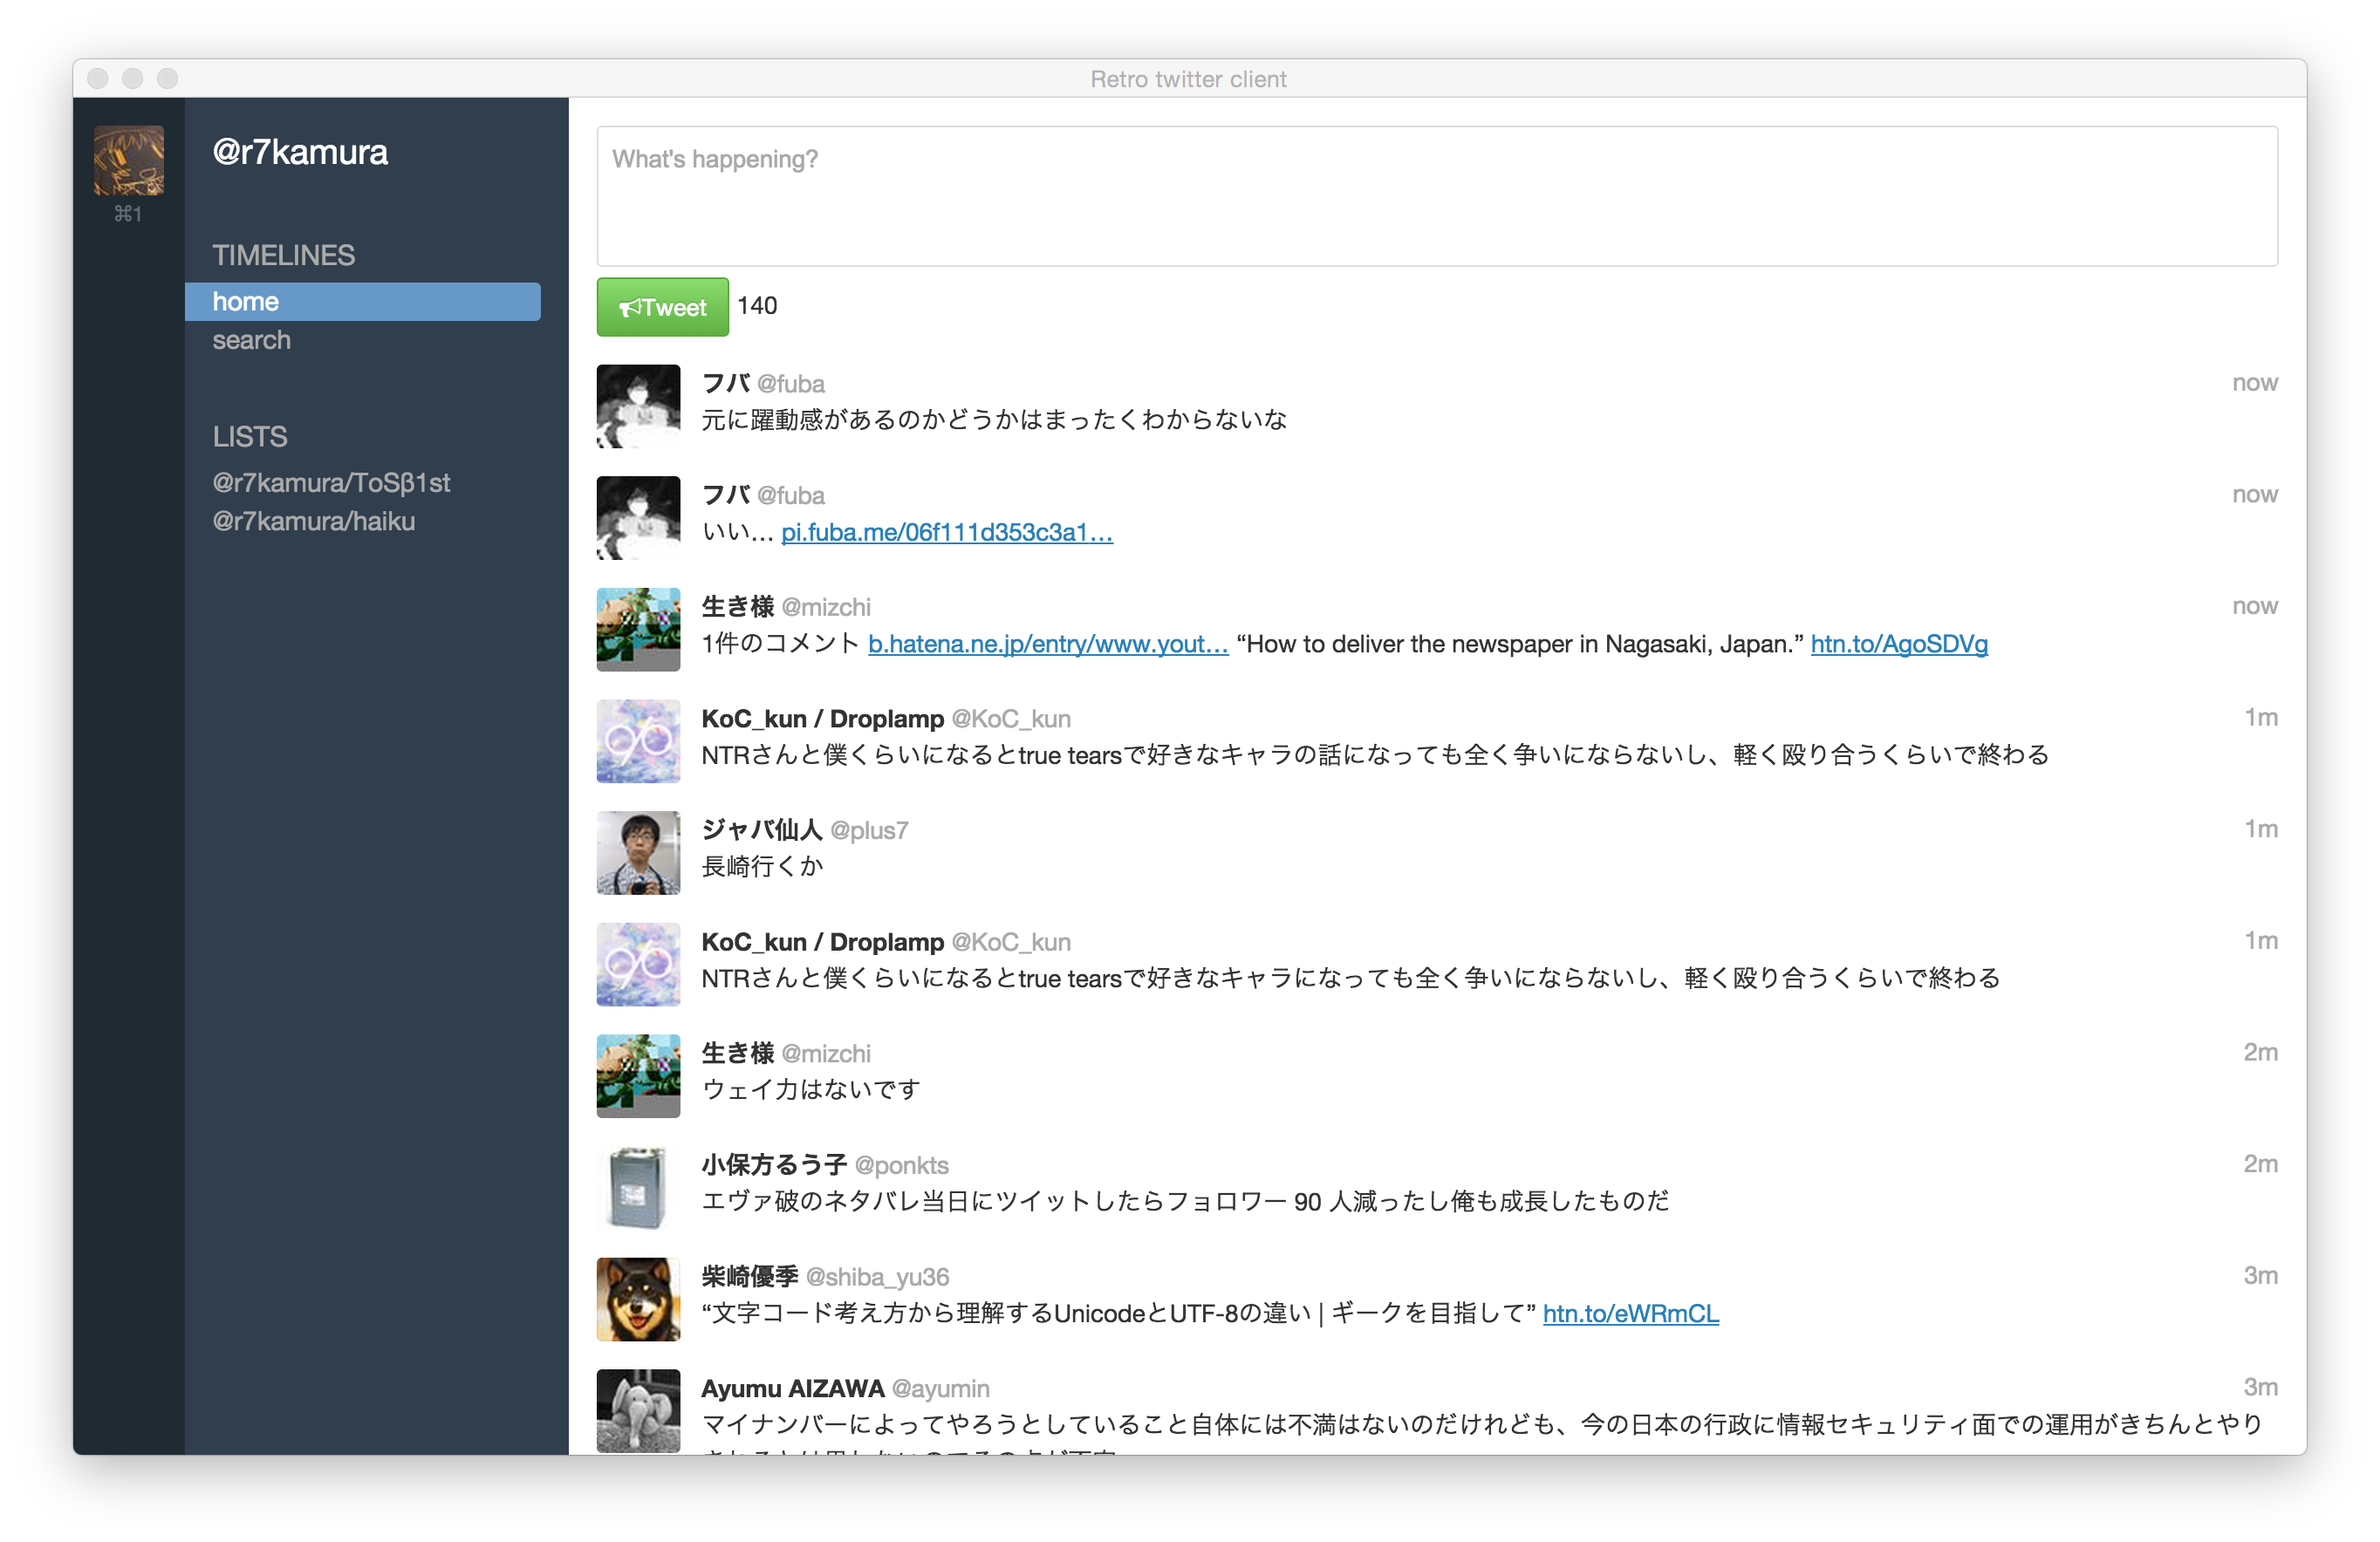 Retro twitter client
⌘1
@r7kamura
TIMELINES
home
search
LISTS
@r7kamura/ToSβ1st
@r7kamura/haiku
What's happening?
Tweet 140
フバ @fuba now
元に躍動感があるのかどうかはまったくわからないな
フバ @fuba now
いい… pi.fuba.me/06f111d353c3a1…
生き様 @mizchi now
1件のコメント b.hatena.ne.jp/entry/www.yout… “How to deliver the newspaper in Nagasaki, Japan.” htn.to/AgoSDVg
KoC_kun / Droplamp @KoC_kun 1m
NTRさんと僕くらいになるとtrue tearsで好きなキャラの話になっても全く争いにならないし、軽く殴り合うくらいで終わる
ジャバ仙人 @plus7 1m
長崎行くか
KoC_kun / Droplamp @KoC_kun 1m
NTRさんと僕くらいになるとtrue tearsで好きなキャラになっても全く争いにならないし、軽く殴り合うくらいで終わる
生き様 @mizchi 2m
ウェイ力はないです
小保方るう子 @ponkts 2m
エヴァ破のネタバレ当日にツイットしたらフォロワー 90 人減ったし俺も成長したものだ
柴崎優季 @shiba_yu36 3m
“文字コード考え方から理解するUnicodeとUTF-8の違い | ギークを目指して” htn.to/eWRmCL
Ayumu AIZAWA @ayumin 3m
マイナンバーによってやろうとしていること自体には不満はないのだけれども、今の日本の行政に情報セキュリティ面での運用がきちんとやり